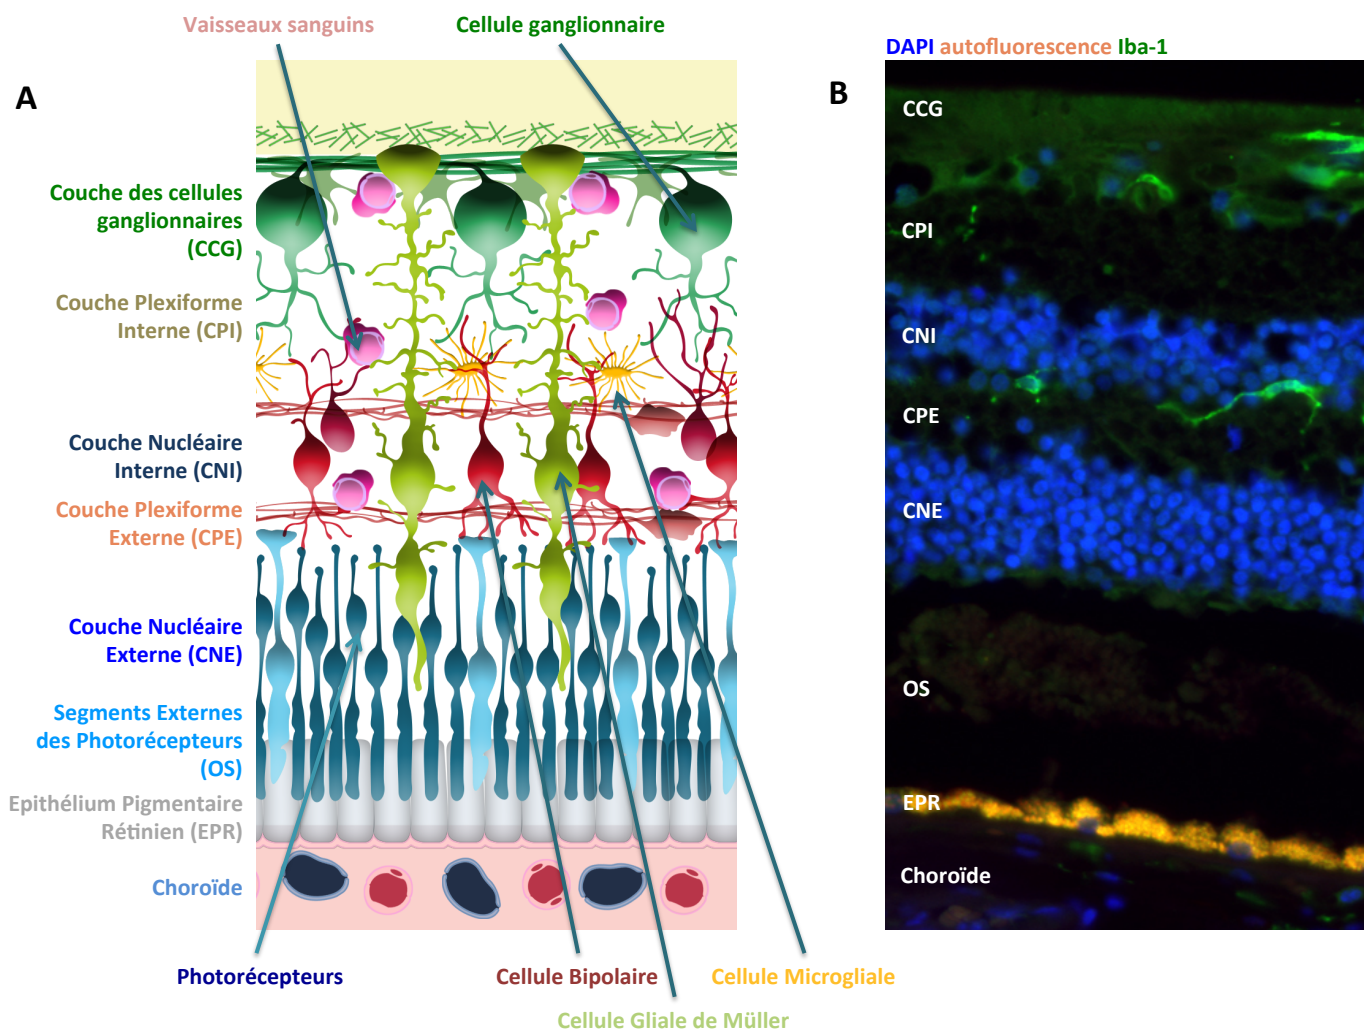 Vaisseaux sanguins
Cellule ganglionnaire
A
Couche des cellules
ganglionnaires
(CCG)
Couche Plexiforme
Interne (CPI)
Couche Nucléaire
Interne (CNI)
Couche Plexiforme
Externe (CPE)
Couche Nucléaire
Externe (CNE)
Segments Externes
des Photorécepteurs
(OS)
Epithélium Pigmentaire
Rétinien (EPR)
Choroïde
Photorécepteurs
Cellule Bipolaire
Cellule Microgliale
Cellule Gliale de Müller
DAPI autofluorescence Iba-1
B
CCG
CPI
CNI
CPE
CNE
OS
EPR
Choroïde